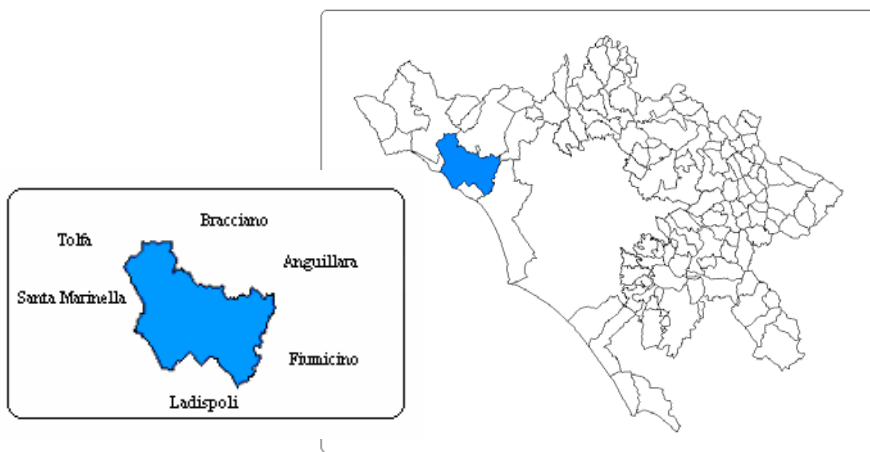 Bracciano
Tolfa
Anguillara
Santa Marinella
Fiumicino
Ladispoli